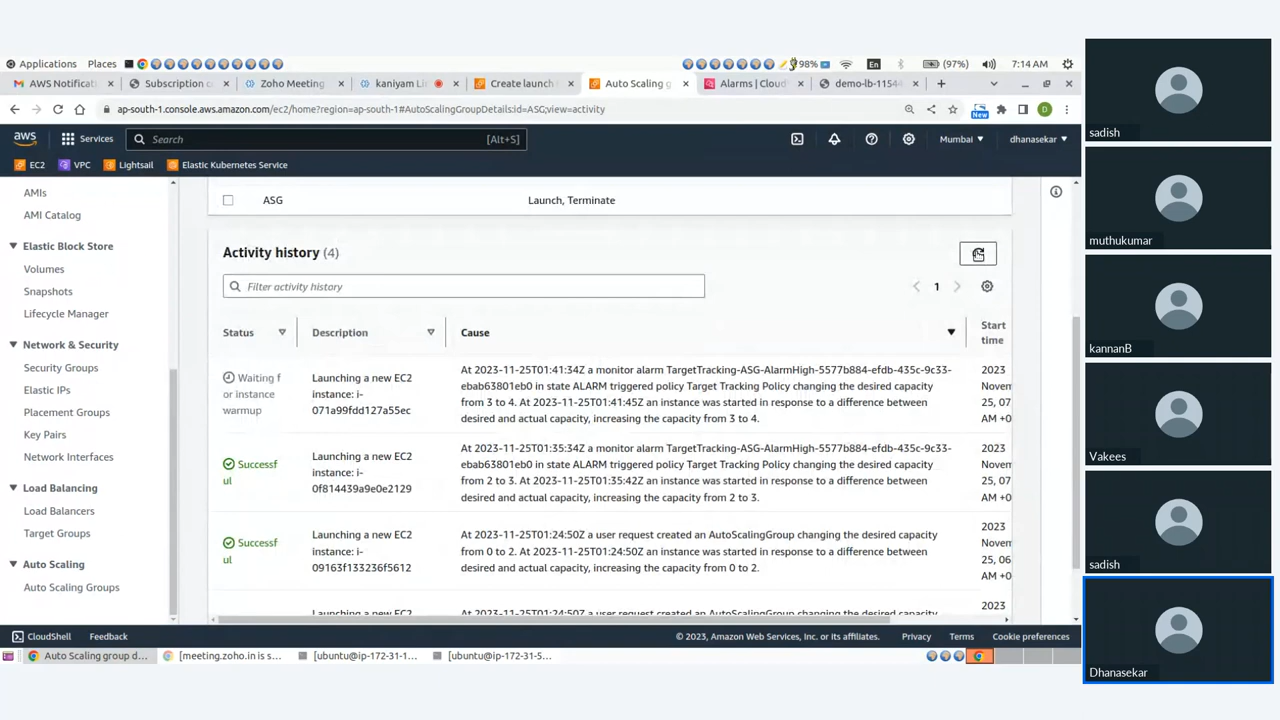 Applications Places 98% En (97%) 7:14 AM
AWS Notificat Subscription c Zoho Meeting kaniyam Li Create launch Auto Scaling g Alarms | Cloud demo-lb-11544
ap-south-1.console.aws.amazon.com/ec2/home?region=ap-south-1#AutoScalingGroupDetails:id=ASG;view=activity New D
aws Services Search [Alt+S] Mumbai dhanasekar
EC2 VPC Lightsail Elastic Kubernetes Service
AMIs
AMI Catalog
Elastic Block Store
Volumes
Snapshots
Lifecycle Manager
Network & Security
Security Groups
Elastic IPs
Placement Groups
Key Pairs
Network Interfaces
Load Balancing
Load Balancers
Target Groups
Auto Scaling
Auto Scaling Groups
ASG Launch, Terminate
Activity history (4)
Filter activity history 1
Status Description Cause Start
time
Waiting f
or instance
warmup
Launching a new EC2
instance: i-
071a99fdd127a55ec
At 2023-11-25T01:41:34Z a monitor alarm TargetTracking-ASG-AlarmHigh-5577b884-efdb-435c-9c33-
ebab63801eb0 in state ALARM triggered policy Target Tracking Policy changing the desired capacity
from 3 to 4. At 2023-11-25T01:41:45Z an instance was started in response to a difference between
desired and actual capacity, increasing the capacity from 3 to 4.
2023
Novem
25, 07
AM +0
Successf
ul
Launching a new EC2
instance: i-
0f814439a9e0e2129
At 2023-11-25T01:35:34Z a monitor alarm TargetTracking-ASG-AlarmHigh-5577b884-efdb-435c-9c33-
ebab63801eb0 in state ALARM triggered policy Target Tracking Policy changing the desired capacity
from 2 to 3. At 2023-11-25T01:35:42Z an instance was started in response to a difference between
desired and actual capacity, increasing the capacity from 2 to 3.
2023
Novem
25, 07
AM +0
Successf
ul
Launching a new EC2
instance: i-
09163f133236f5612
At 2023-11-25T01:24:50Z a user request created an AutoScalingGroup changing the desired
capacity from 0 to 2. At 2023-11-25T01:24:50Z an instance was started in response to a difference
between desired and actual capacity, increasing the capacity from 0 to 2.
2023
Novem
25, 06
AM +0
Launching a new EC2
At 2023-11-25T01:24:50Z a user request created an AutoScalingGroup changing the desired
2023
CloudShell Feedback © 2023, Amazon Web Services, Inc. or its affiliates. Privacy Terms Cookie preferences
Auto Scaling group d... [meeting.zoho.in is s... [ubuntu@ip-172-31-1... [ubuntu@ip-172-31-5...
sadish
muthukumar
kannanB
Vakees
sadish
Dhanasekar